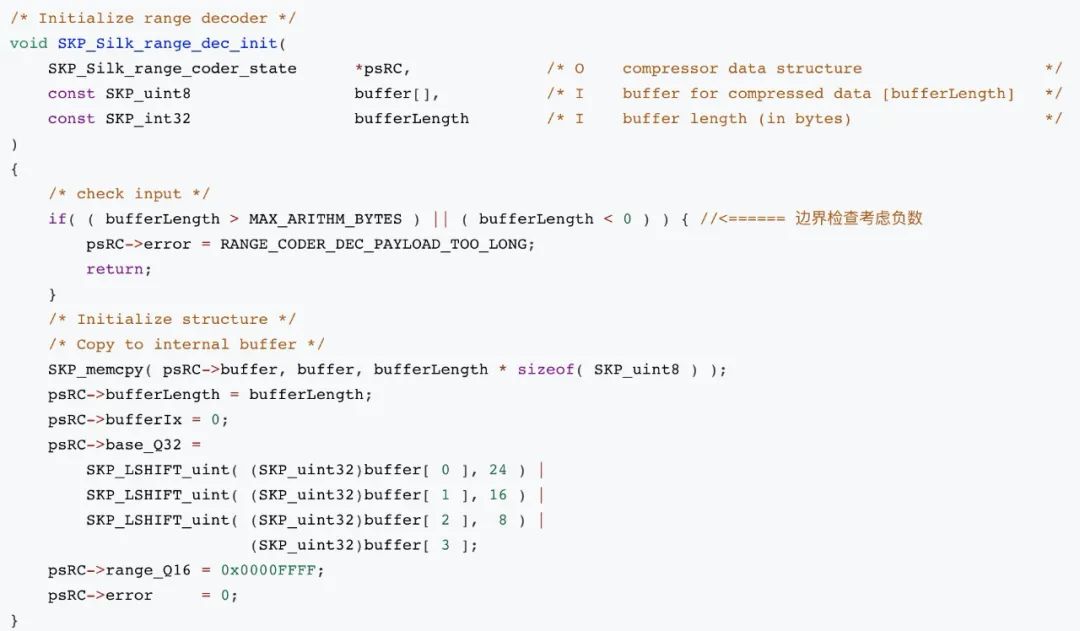 /* Initialize range decoder */
void SKP_Silk_range_dec_init(
    SKP_Silk_range_coder_state      *psRC,              /* O    compressor data structure                   */
    const SKP_uint8                 buffer[],           /* I    buffer for compressed data [bufferLength]   */
    const SKP_int32                 bufferLength        /* I    buffer length (in bytes)                    */
)
{
    /* check input */
    if( ( bufferLength > MAX_ARITHM_BYTES ) || ( bufferLength < 0 ) ) { //<====== 边界检查考虑负数
        psRC->error = RANGE_CODER_DEC_PAYLOAD_TOO_LONG;
        return;
    }
    /* Initialize structure */
    /* Copy to internal buffer */
    SKP_memcpy( psRC->buffer, buffer, bufferLength * sizeof( SKP_uint8 ) );
    psRC->bufferLength = bufferLength;
    psRC->bufferIx = 0;
    psRC->base_Q32 =
        SKP_LSHIFT_uint( (SKP_uint32)buffer[ 0 ], 24 ) |
        SKP_LSHIFT_uint( (SKP_uint32)buffer[ 1 ], 16 ) |
        SKP_LSHIFT_uint( (SKP_uint32)buffer[ 2 ],  8 ) |
                         (SKP_uint32)buffer[ 3 ];
    psRC->range_Q16 = 0x0000FFFF;
    psRC->error     = 0;
}